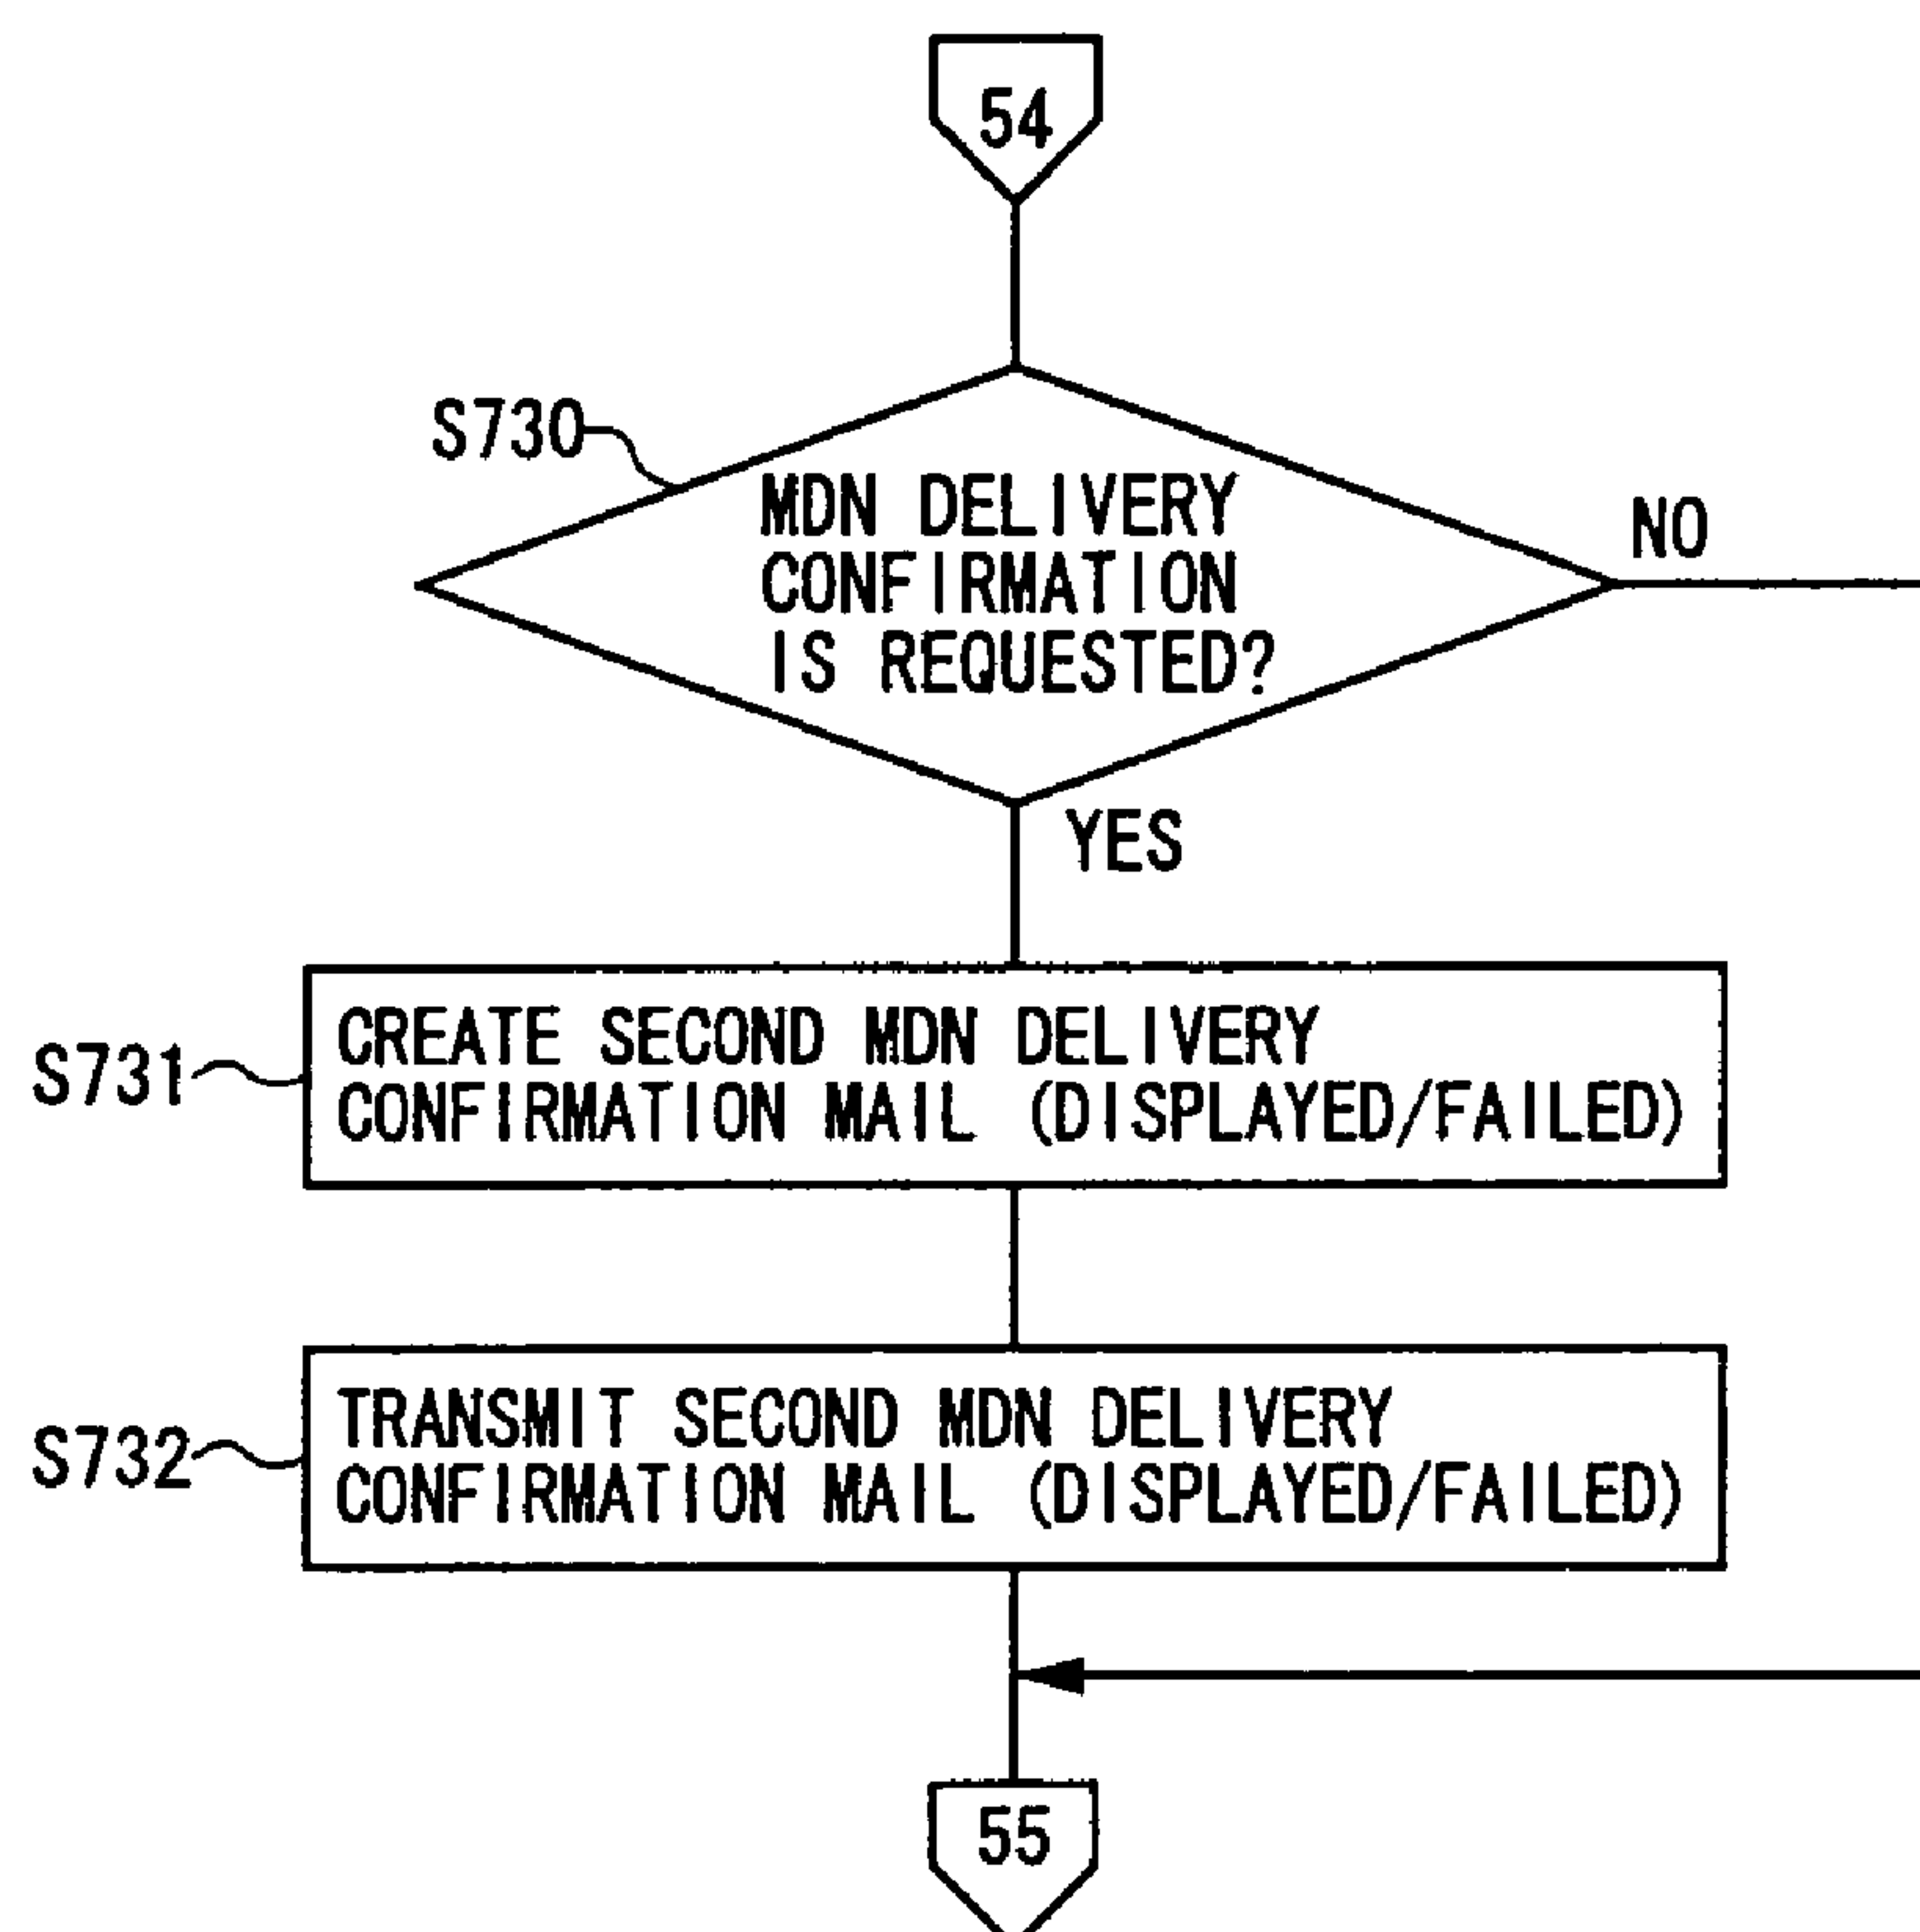 54
S730
MDN DELIVERY
CONFIRMATION
IS REQUESTED?
NO
YES
S731
CREATE SECOND MDN DELIVERY
CONFIRMATION MAIL (DISPLAYED/FAILED)
S732
TRANSMIT SECOND MDN DELIVERY
CONFIRMATION MAIL (DISPLAYED/FAILED)
55